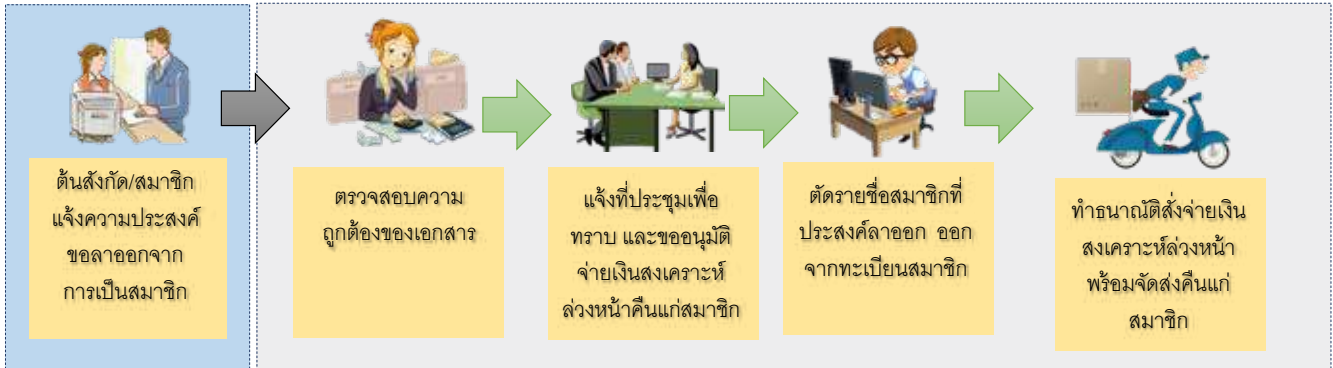 ต้นสังกัด/สมาชิก
แจ้งความประสงค์
ขอลาออกจาก
การเป็นสมาชิก
ตรวจสอบความ
ถูกต้องของเอกสาร
แจ้งที่ประชุมเพื่อ
ทราบ และขออนุมัติ
จ่ายเงินสงเคราะห์
ล่วงหน้าคืนแก่สมาชิก
ตัดรายชื่อสมาชิกที่
ประสงค์ลาออก ออก
จากทะเบียนสมาชิก
ทำธนาณัติสั่งจ่ายเงิน
สงเคราะห์ล่วงหน้า
พร้อมจัดส่งคืนแก่
สมาชิก